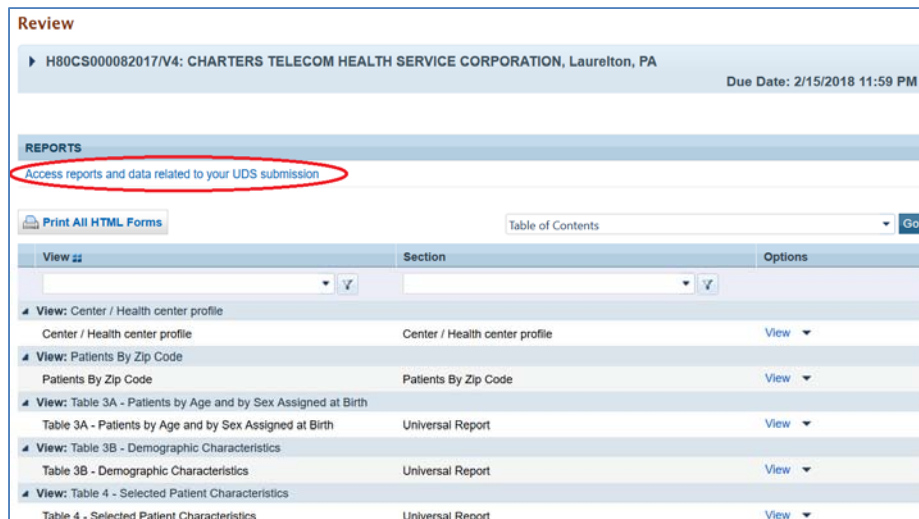 Review
H80CS000082017/V4: CHARTERS TELECOM HEALTH SERVICE CORPORATION, Laurelton, PA
Due Date: 2/15/2018 11:59 PM
REPORTS
Access reports and data related to your UDS submission
Print All HTML Forms Table of Contents Go
View Section Options
View: Center / Health center profile
Center / Health center profile Center / Health center profile View
View: Patients By Zip Code
Patients By Zip Code Patients By Zip Code View
View: Table 3A - Patients by Age and by Sex Assigned at Birth
Table 3A - Patients by Age and by Sex Assigned at Birth Universal Report View
View: Table 3B - Demographic Characteristics
Table 3B - Demographic Characteristics Universal Report View
View: Table 4 - Selected Patient Characteristics
Table 4 - Selected Patient Characteristics Universal Report View